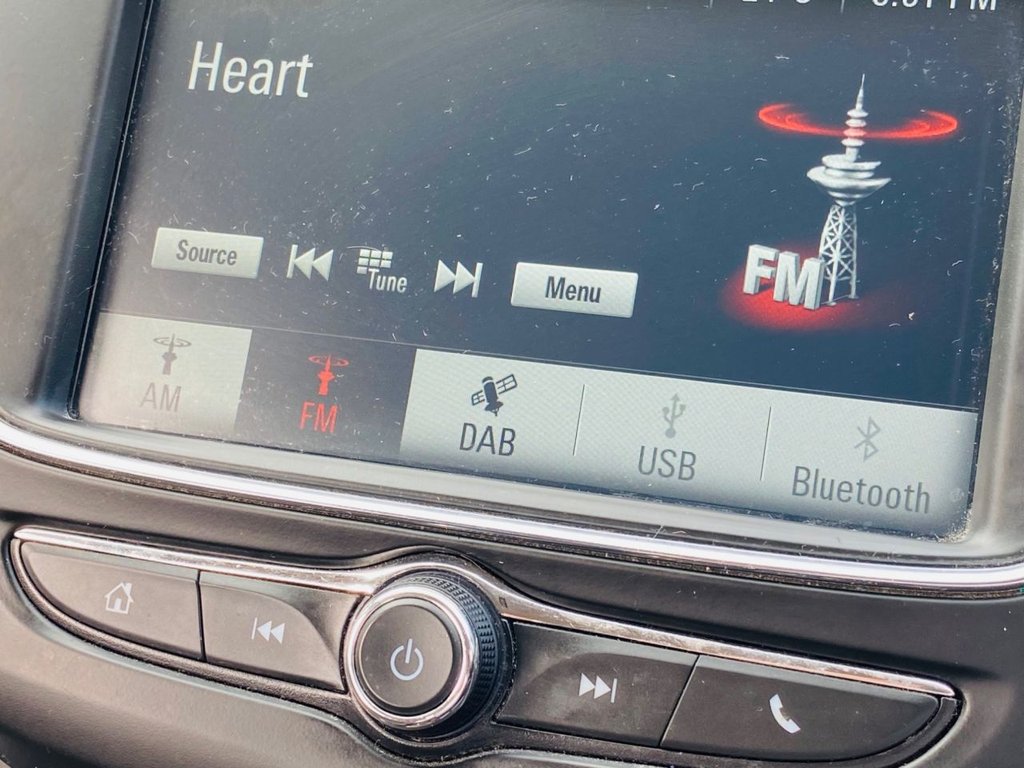 Heart
Source
Tune
Menu
FM
AM
FM
DAB
USB
Bluetooth